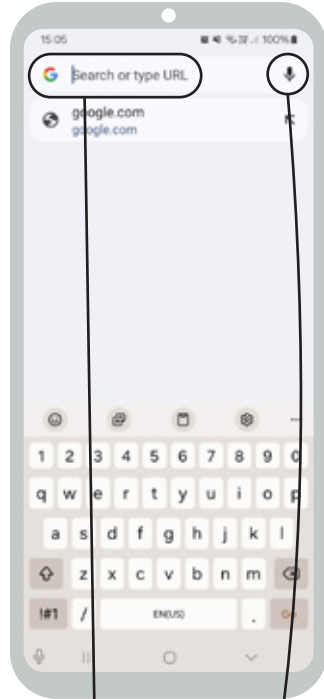 15:05 100%
Search or type URL
google.com
google.com
1 2 3 4 5 6 7 8 9 0
q w e r t y u i o p
a s d f g h j k l
z x c v b n m
!#1 / EN(US) . Go